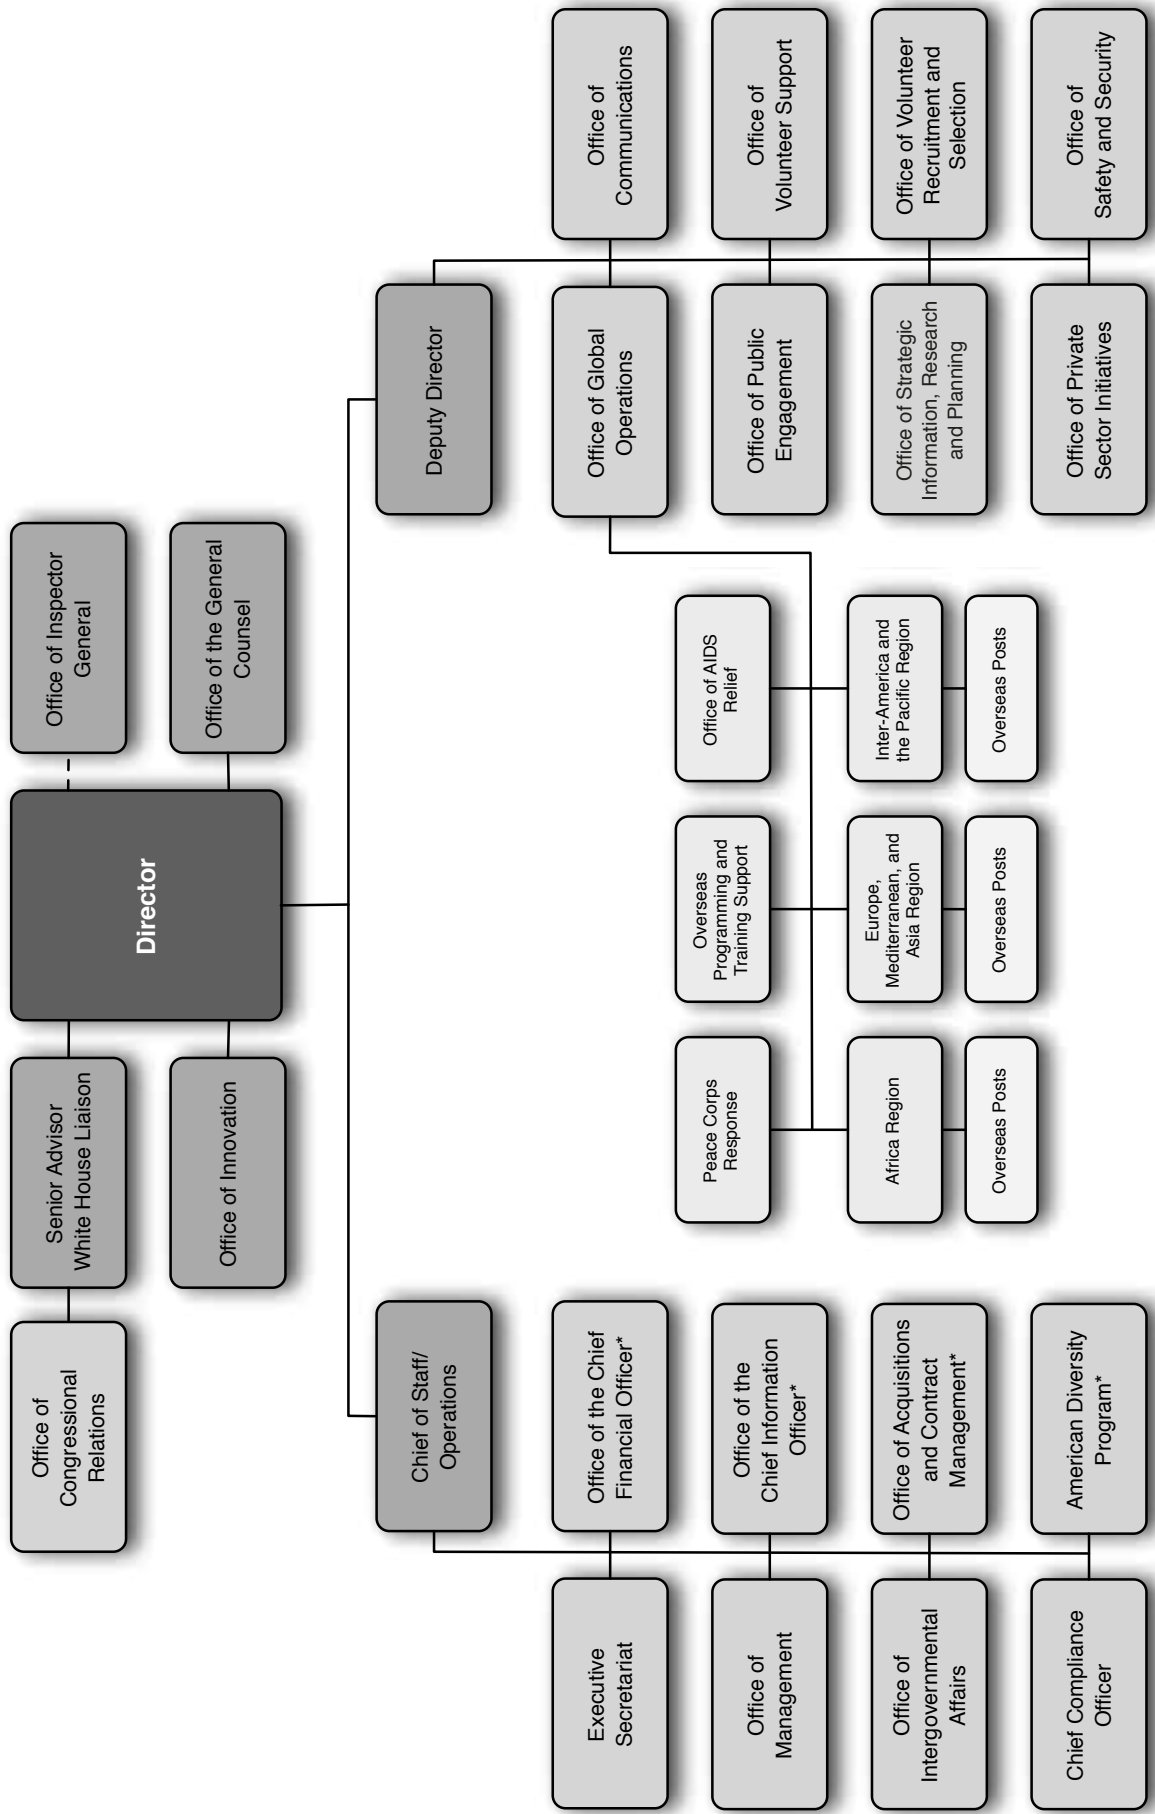 Director
Office of
Congressional
Relations
Senior Advisor
White House Liaison
Office of Inspector
General
Office of Innovation
Office of the General
Counsel
Chief of Staff/
Operations
Deputy Director
Executive
Secretariat
Office of the Chief
Financial Officer*
Office of
Management
Office of the
Chief Information
Officer*
Office of
Intergovernmental
Affairs
Office of Acquisitions
and Contract
Management*
Chief Compliance
Officer
American Diversity
Program*
Office of Global
Operations
Office of
Communications
Office of Public
Engagement
Office of
Volunteer Support
Office of Strategic
Information, Research
and Planning
Office of Volunteer
Recruitment and
Selection
Office of Private
Sector Initiatives
Office of
Safety and Security
Peace Corps
Response
Overseas
Programming and
Training Support
Office of AIDS
Relief
Africa Region
Europe,
Mediterranean, and
Asia Region
Inter-America and
the Pacific Region
Overseas Posts
Overseas Posts
Overseas Posts